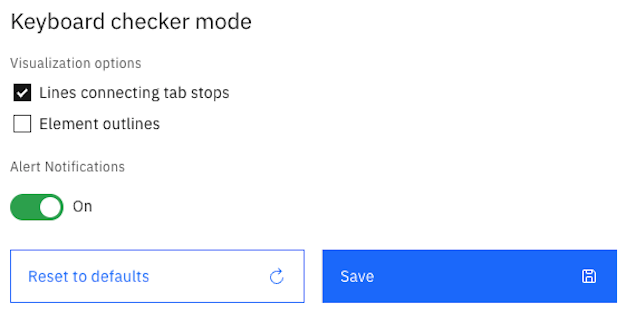 Keyboard checker mode
Visualization options
Lines connecting tab stops
Element outlines
Alert Notifications
On
Reset to defaults
Save